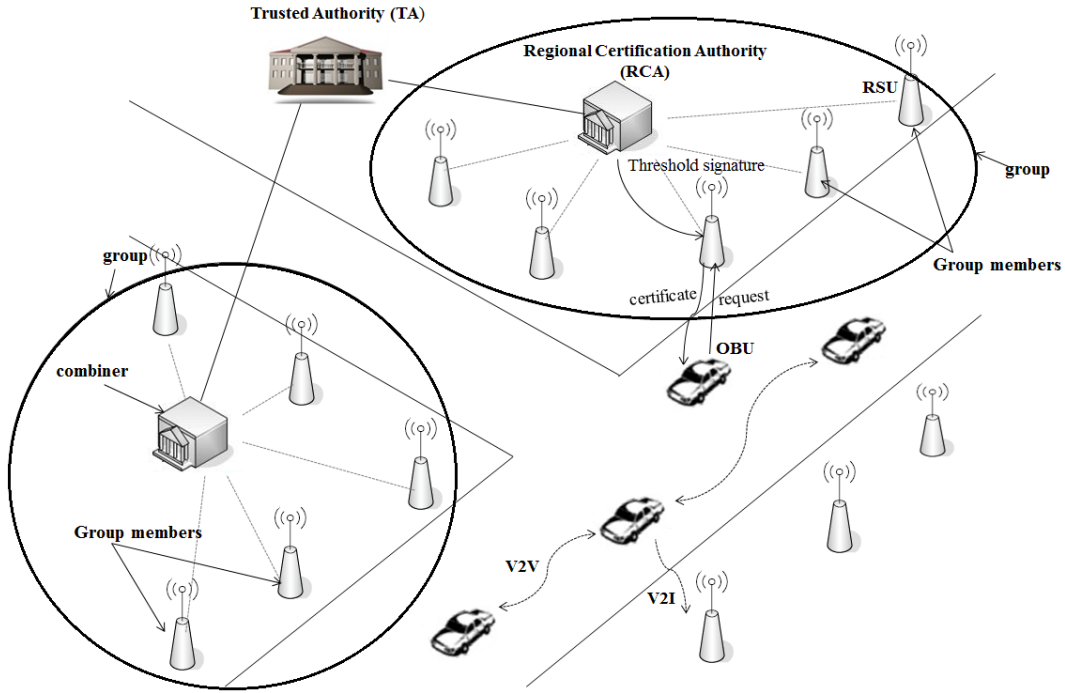 Trusted Authority (TA)
Regional Certification Authority
(RCA)
RSU
Threshold signature
group
Group members
certificate
request
OBU
group
combiner
Group members
V2V
V2I